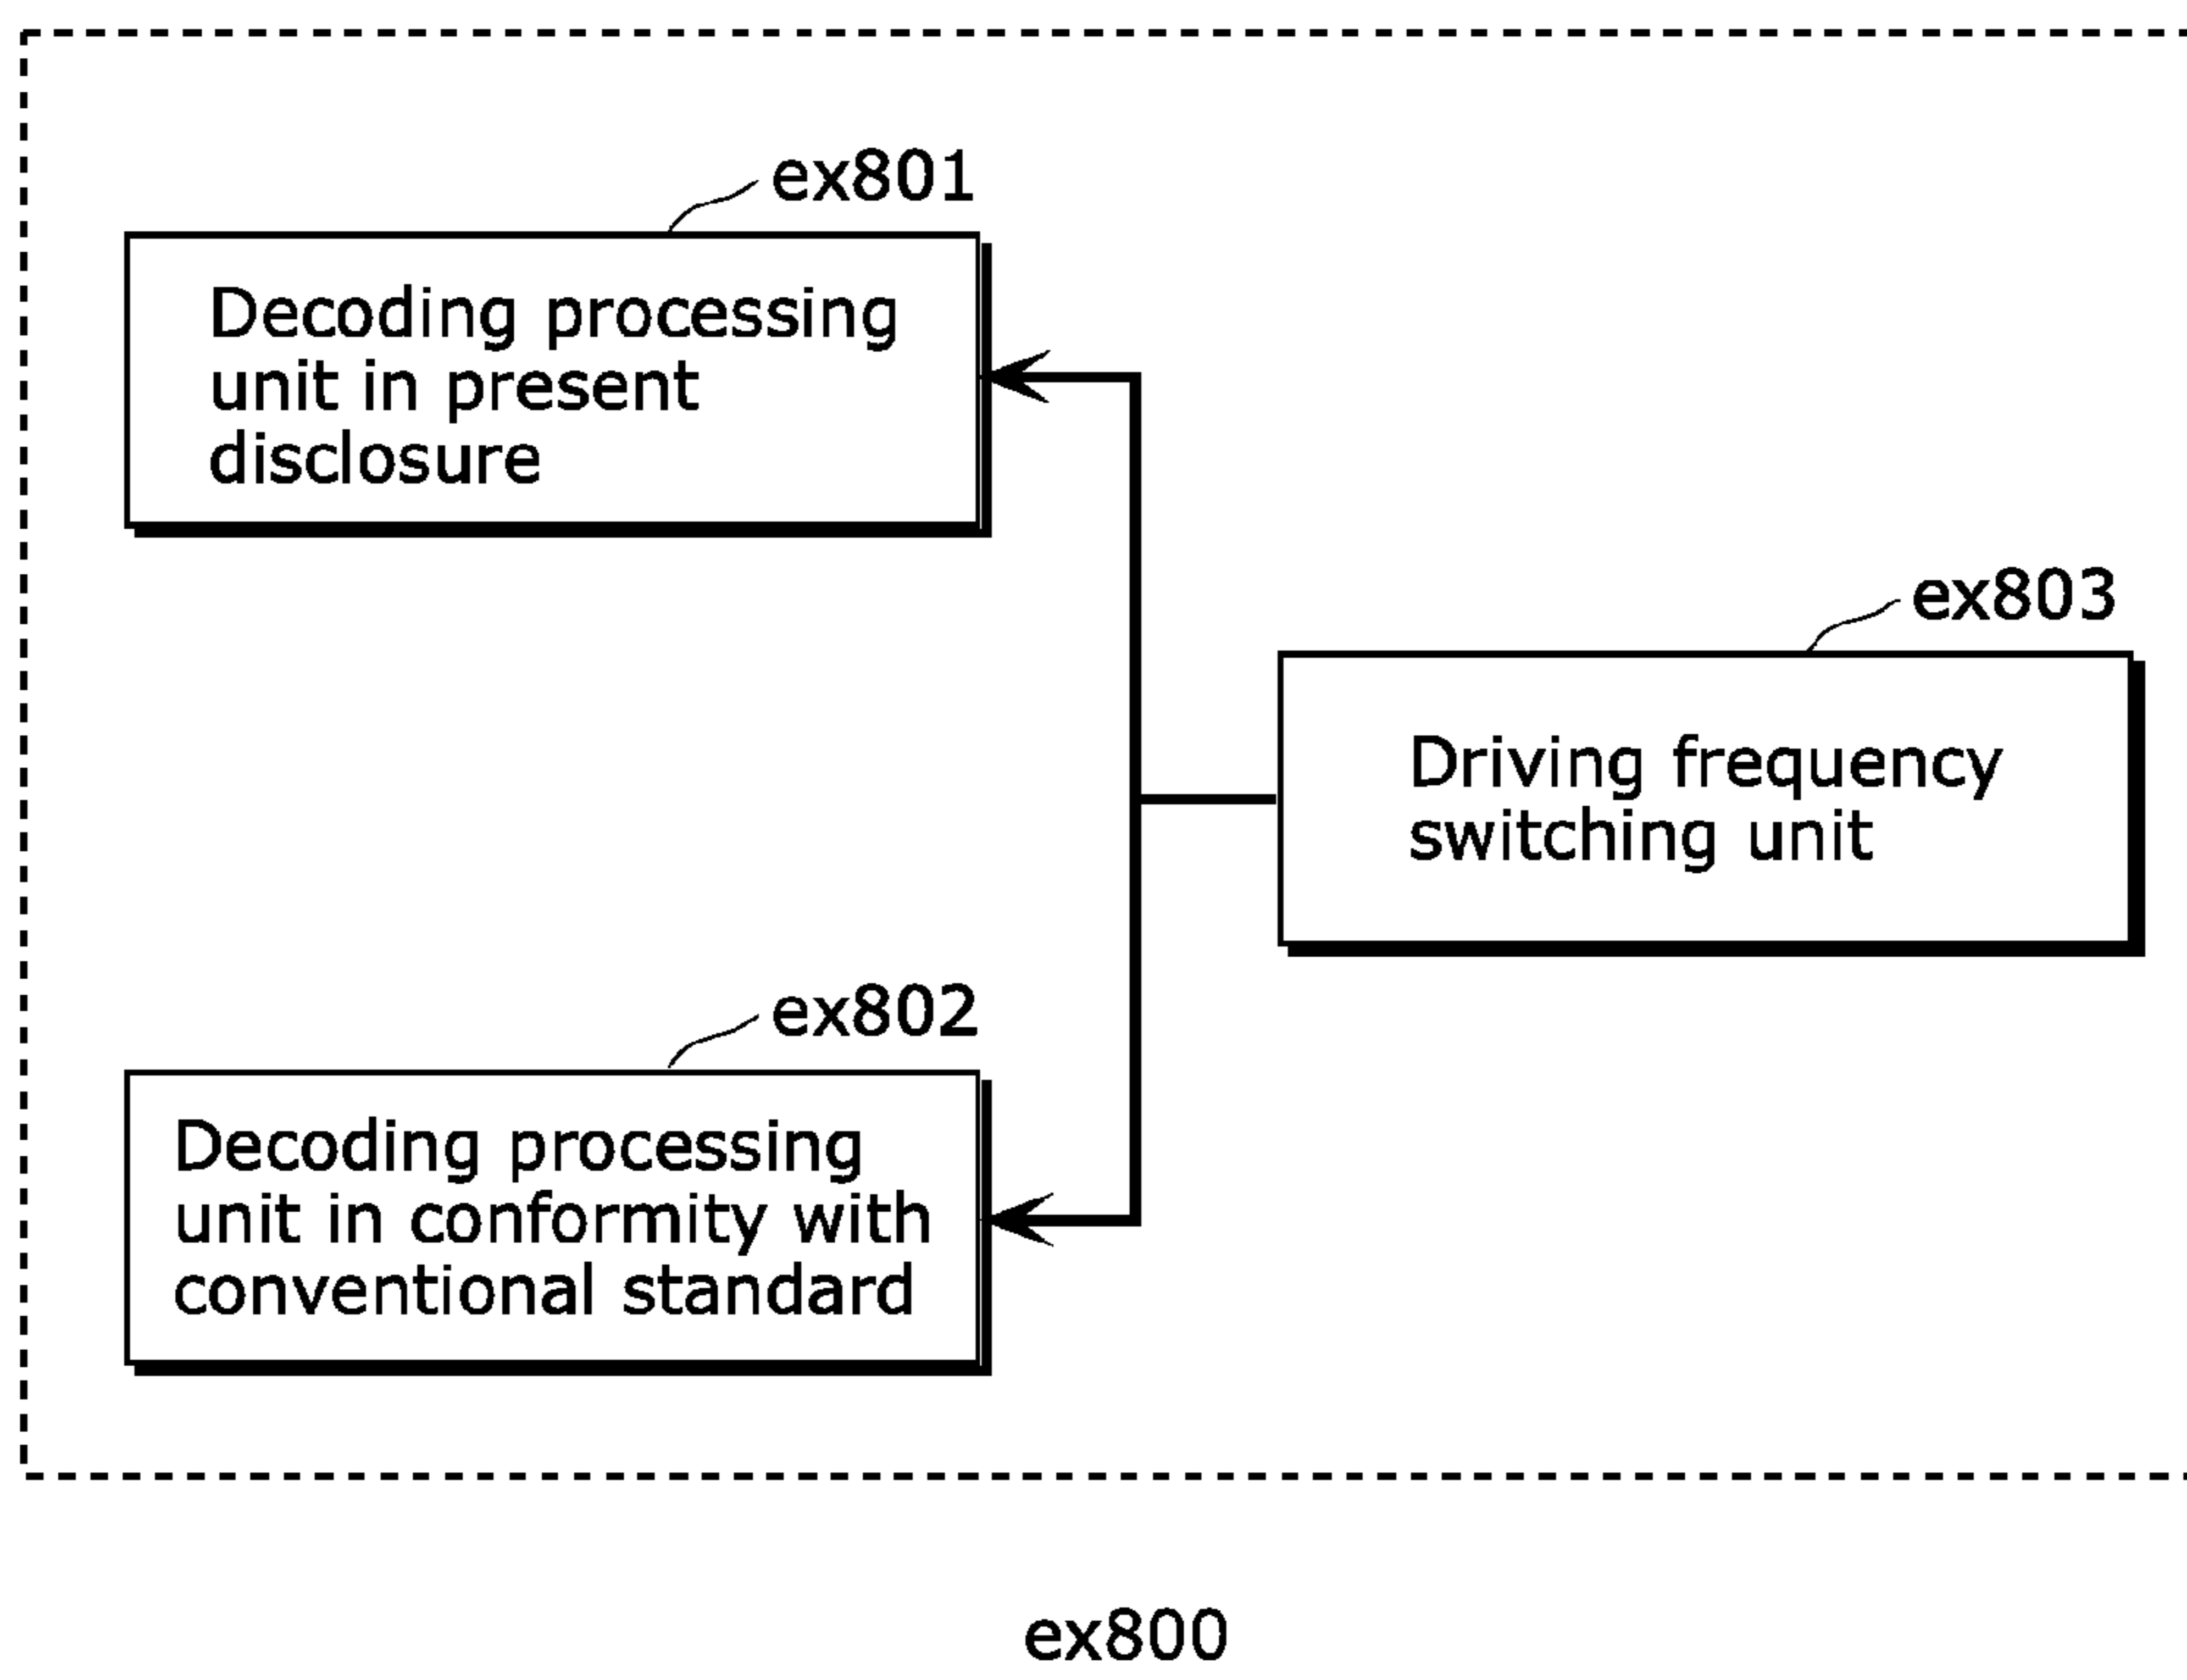 ex801
Decoding processing
unit in present
disclosure
ex803
Driving frequency
switching unit
ex802
Decoding processing
unit in conformity with
conventional standard
ex800